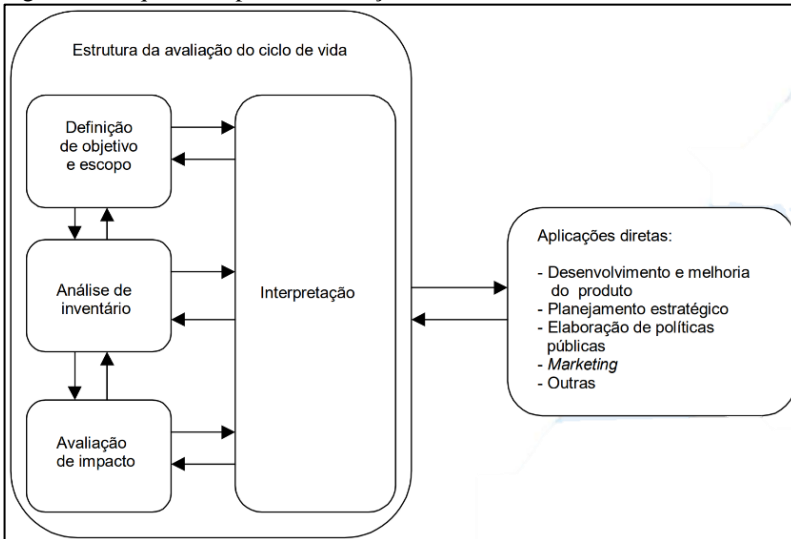 Estrutura da avaliação do ciclo de vida
Definição
de objetivo
e escopo
Análise de
inventário
Avaliação
de impacto
Interpretação
Aplicações diretas:
- Desenvolvimento e melhoria
do produto
- Planejamento estratégico
- Elaboração de políticas
públicas
- Marketing
- Outras